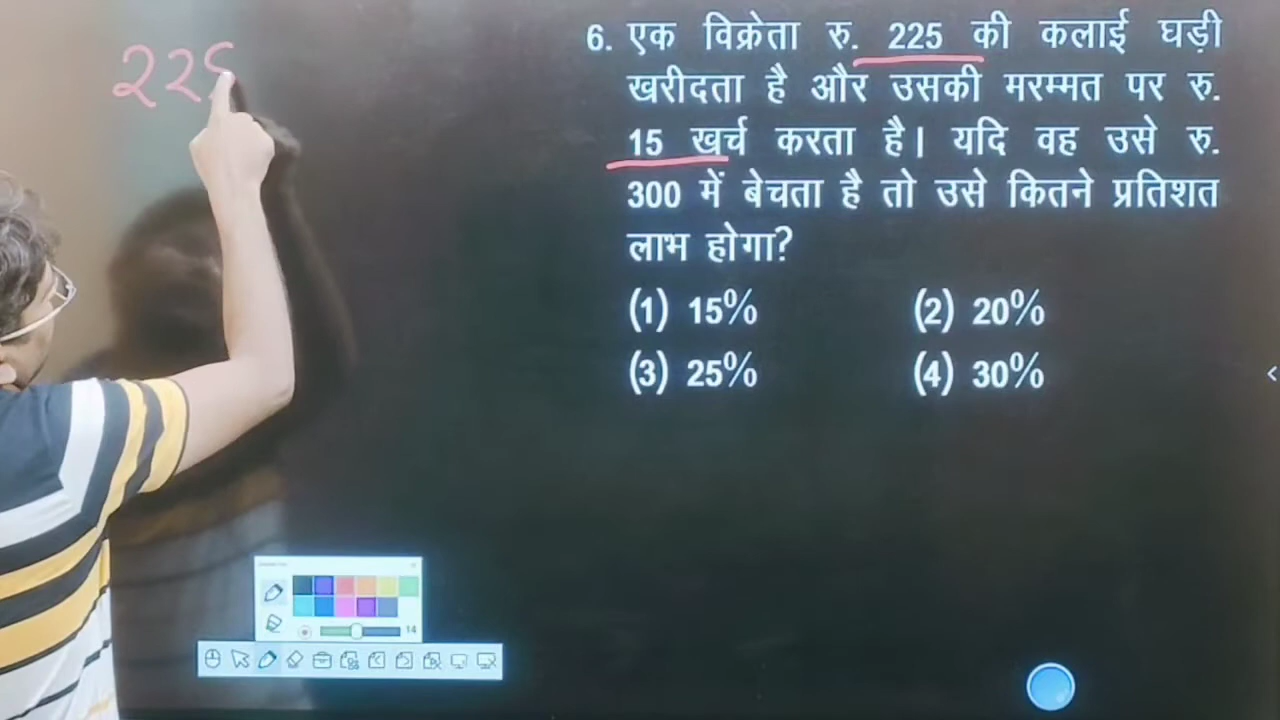 225
6. एक विक्रेता रु. 225 की कलाई घड़ी
खरीदता है और उसकी मरम्मत पर रु.
15 खर्च करता है। यदि वह उसे रु.
300 में बेचता है तो उसे कितने प्रतिशत
लाभ होगा?
(1) 15% (2) 20%
(3) 25% (4) 30%
14